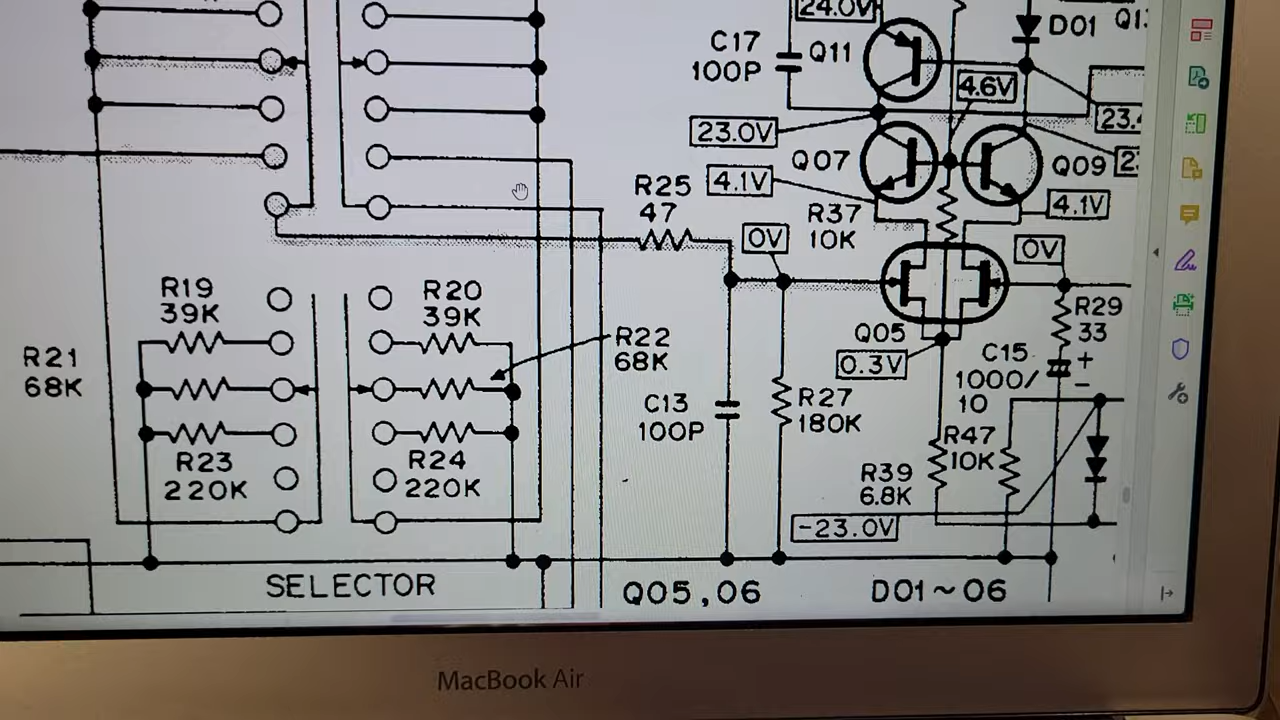 24.0V
C17
100P
Q11
D01
Q1
4.6V
23.0V
23.4
Q07
Q09
4.1V
4.1V
R25
47
R37
10K
0V
0V
R19
39K
R20
39K
R22
68K
R21
68K
Q05
0.3V
R29
33
C15
1000/
10
+
−
C13
100P
R27
180K
R23
220K
R24
220K
R39
6.8K
R47
10K
-23.0V
SELECTOR
Q05,06
D01~06
MacBook Air